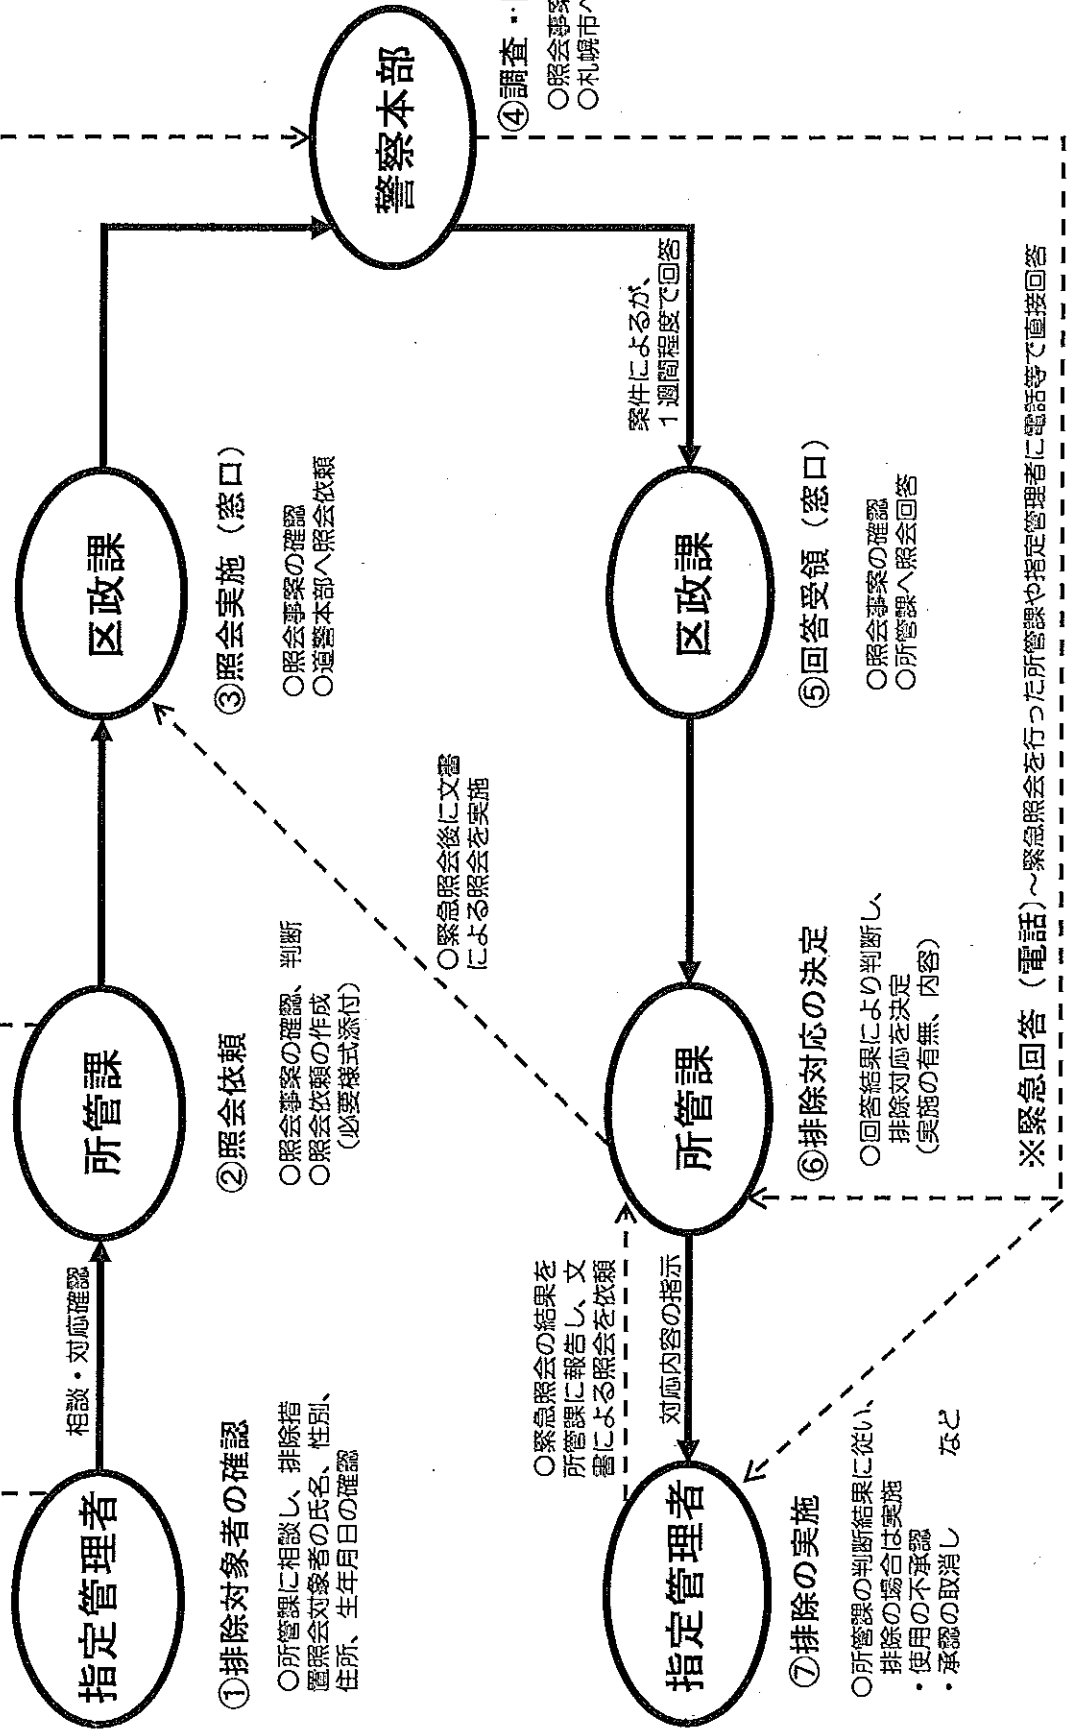 指定管理者
①排除対象者の確認
○所管課に相談し、排除措
置照会対象者の氏名、性別、
住所、生年月日の確認
相談・対応確認
所管課
②照会依頼
○照会事案の確認、判断
○照会依頼の作成
(必要様式添付)
区政課
③照会実施（窓口）
○照会事案の確認
○道警本部へ照会依頼
警察本部
④調査・
○照会事案
○札幌市へ
案件によるが、
1週間程度で回答
区政課
⑤回答受領（窓口）
○照会事案の確認
○所管課へ照会回答
○緊急照会後に文書
による照会を実施
所管課
⑥排除対応の決定
○回答結果により判断し、
排除対応を決定
(実施の有無、内容)
○緊急照会の結果を
所管課に報告し、文
書による照会を依頼
対応内容の指示
指定管理者
⑦排除の実施
○所管課の判断結果に従い、
排除の場合は実施
・使用の不承認
・承認の取消し　など
※緊急回答（電話）～緊急照会を行った所管課や指定管理者に電話等で直接回答